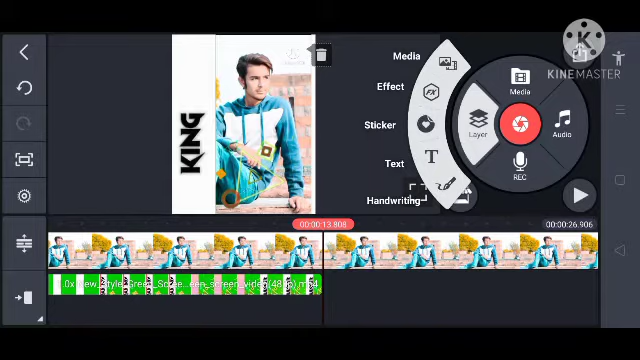 Media
Effect
Sticker
Text
Handwriting
Media
Layer
Audio
REC
KINEMASTER
KING
00:00:13.808
00:00:26.906